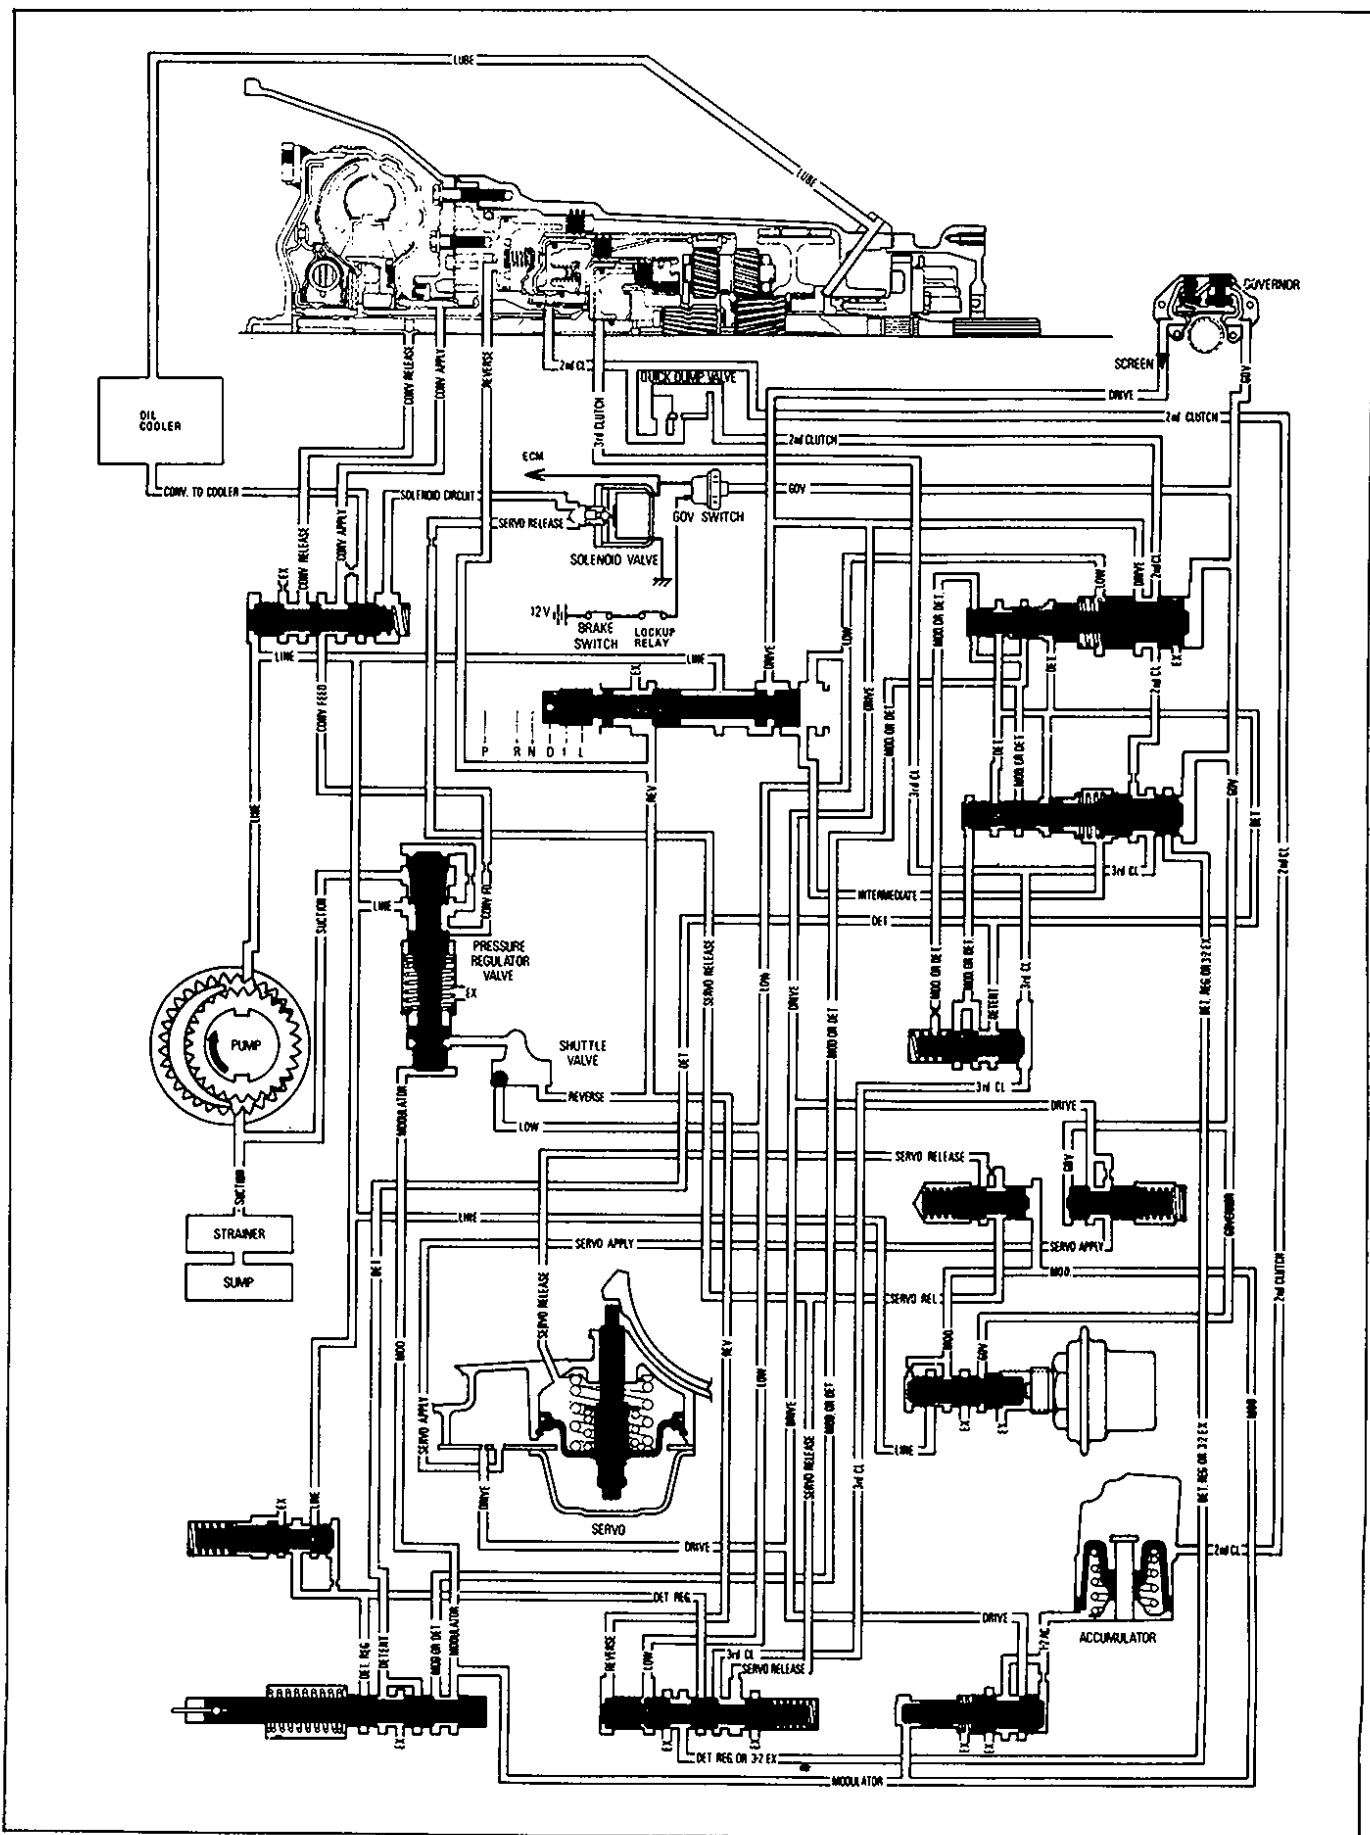 LUBE
LUBE
GOVERNOR
SCREEN
GOV
CONV RELEASE
CONV APPLY
REVERSE
2nd CL
QUICK DUMP VALVE
DRIVE
3rd CLUTCH
2nd CLUTCH
2nd CLUTCH
OIL
COOLER
ECM
CONV. TO COOLER
SOLENOID CIRCUIT
GOV
GOV SWITCH
SERVO RELEASE
SOLENOID VALVE
EX
CONV RELEASE
CONV APPLY
LOW
DRIVE
2nd CL
12V
BRAKE
SWITCH
LOCKUP
RELAY
MOD OR DET
LOW
DRIVE
LINE
LINE
EX
DET
EX
2nd CL
CONV FEED
DRIVE
MOD OR DET
P
R
N
D
1
L
DET
MOD OR DET
3rd CL
GOV
LINE
REV
DET
2nd CL
3rd CL
INTERMEDIATE
SUCTION
LINE
CONV FD
DET
PRESSURE
REGULATOR
VALVE
EX
SERVO RELEASE
LOW
DRIVE
MOD OR DET
MOD OR DET
MOD OR DET
DETENT
3rd CL
DET. REG OR 3-2 EX
PUMP
SHUTTLE
VALVE
DET
3rd CL
REVERSE
LOW
MODULATOR
DRIVE
SERVO RELEASE
GOV
SUCTION
LINE
GOVERNOR
STRAINER
SERVO APPLY
SERVO APPLY
DET
MOD
SUMP
SERVO RELEASE
SERVO REL
2nd CLUTCH
MOD
REV
MOD
GOV
LOW
DRIVE
MOD OR DET
MOD
SERVO APPLY
LINE
EX
EX
SERVO RELEASE
3rd CL
DET. REG OR 3-2 EX
DRIVE
EX
LINE
SERVO
DRIVE
2nd CL
DET REG
DRIVE
1-2 AC
ACCUMULATOR
DET REG
DETENT
MOD OR DET
MODULATOR
REVERSE
LOW
3rd CL
SERVO RELEASE
EX
EX
EX
EX
EX
DET REG OR 3-2 EX
MODULATOR